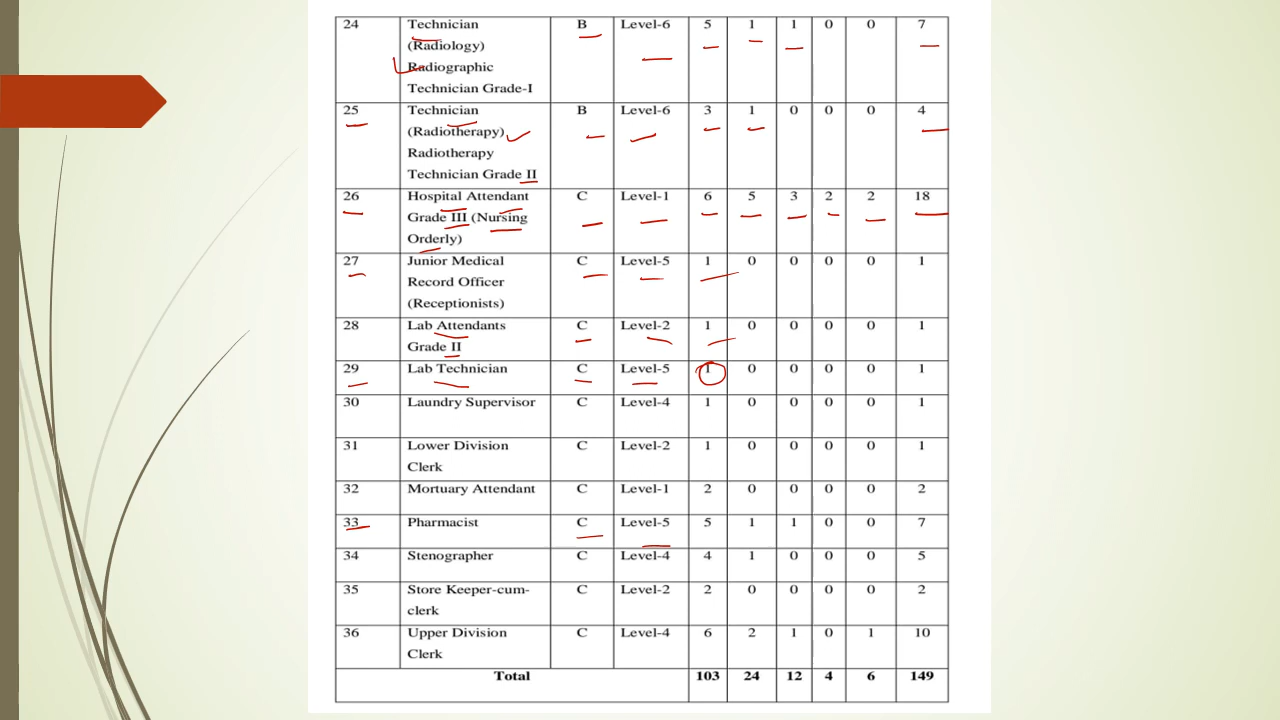 24 Technician B Level-6 5 1 1 0 0 7
(Radiology)
Radiographic
Technician Grade-I
25 Technician B Level-6 3 1 0 0 0 4
(Radiotherapy)
Radiotherapy
Technician Grade II
26 Hospital Attendant C Level-1 6 5 3 2 2 18
Grade III (Nursing
Orderly)
27 Junior Medical C Level-5 1 0 0 0 0 1
Record Officer
(Receptionists)
28 Lab Attendants C Level-2 1 0 0 0 0 1
Grade II
29 Lab Technician C Level-5 1 0 0 0 0 1
30 Laundry Supervisor C Level-4 1 0 0 0 0 1
31 Lower Division C Level-2 1 0 0 0 0 1
Clerk
32 Mortuary Attendant C Level-1 2 0 0 0 0 2
33 Pharmacist C Level-5 5 1 1 0 0 7
34 Stenographer C Level-4 4 1 0 0 0 5
35 Store Keeper-cum- C Level-2 2 0 0 0 0 2
clerk
36 Upper Division C Level-4 6 2 1 0 1 10
Clerk
Total 103 24 12 4 6 149